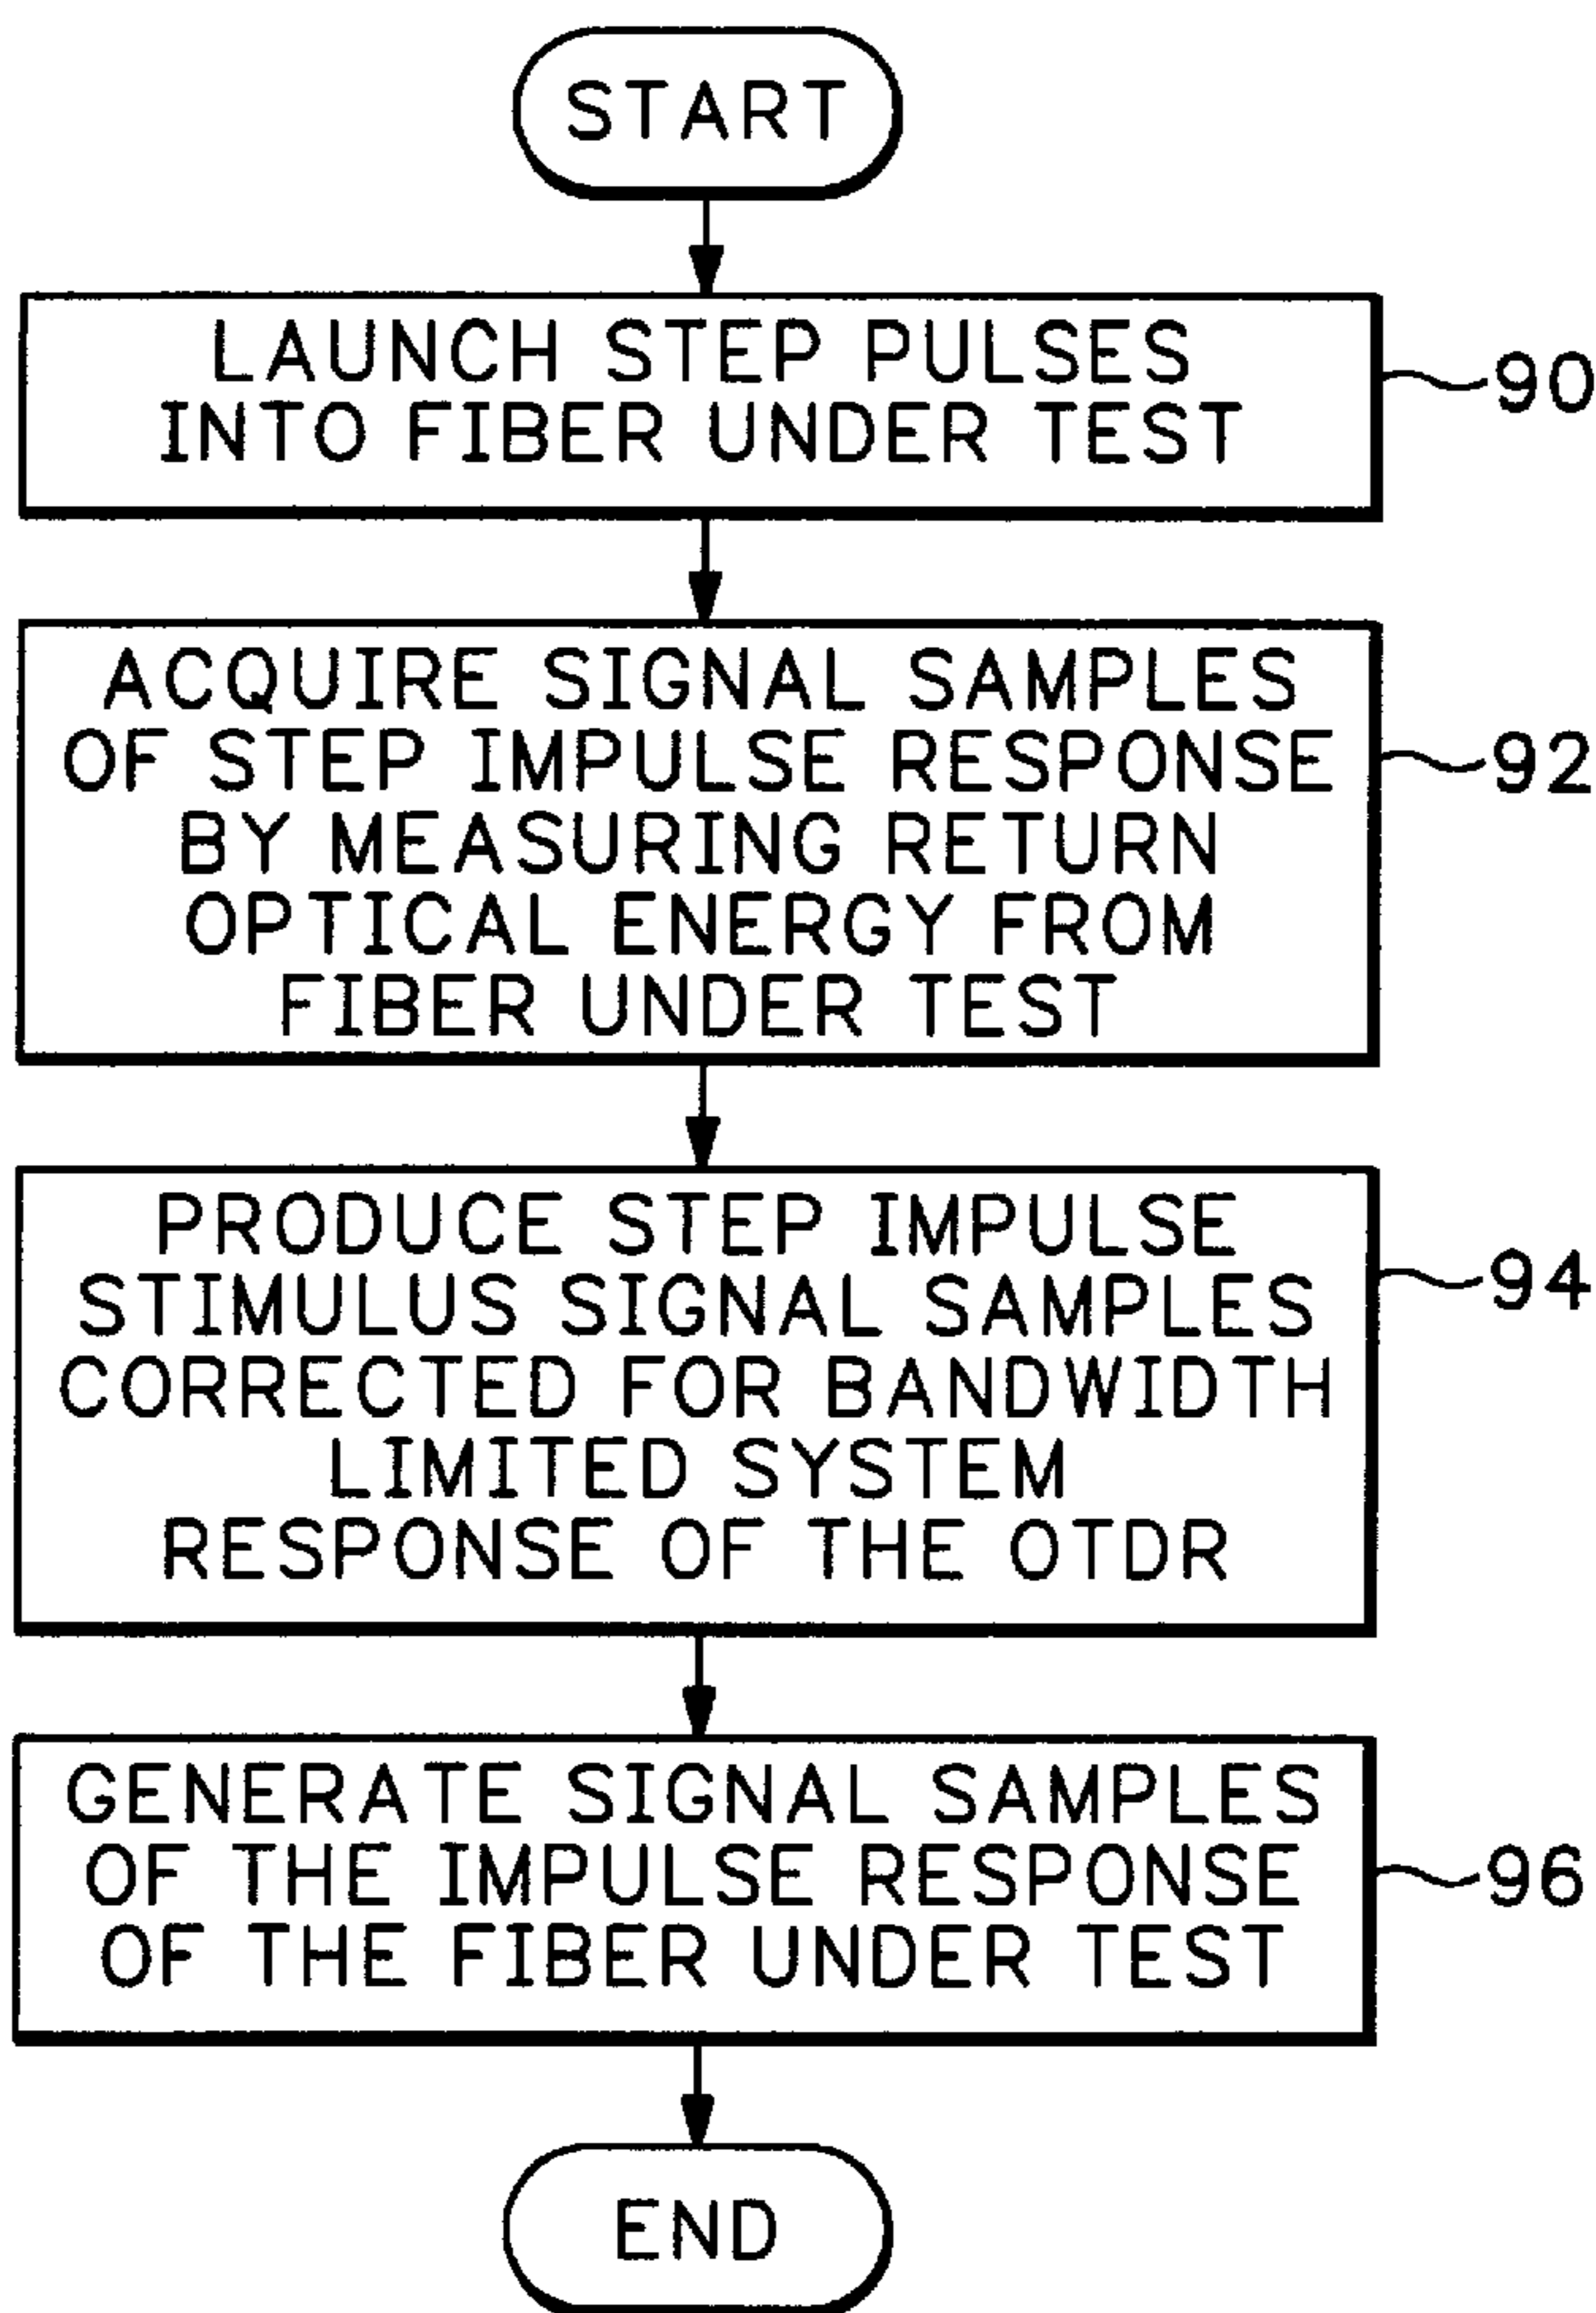 START
LAUNCH STEP PULSES
INTO FIBER UNDER TEST
90
ACQUIRE SIGNAL SAMPLES
OF STEP IMPULSE RESPONSE
BY MEASURING RETURN
OPTICAL ENERGY FROM
FIBER UNDER TEST
92
PRODUCE STEP IMPULSE
STIMULUS SIGNAL SAMPLES
CORRECTED FOR BANDWIDTH
LIMITED SYSTEM
RESPONSE OF THE OTDR
94
GENERATE SIGNAL SAMPLES
OF THE IMPULSE RESPONSE
OF THE FIBER UNDER TEST
96
END